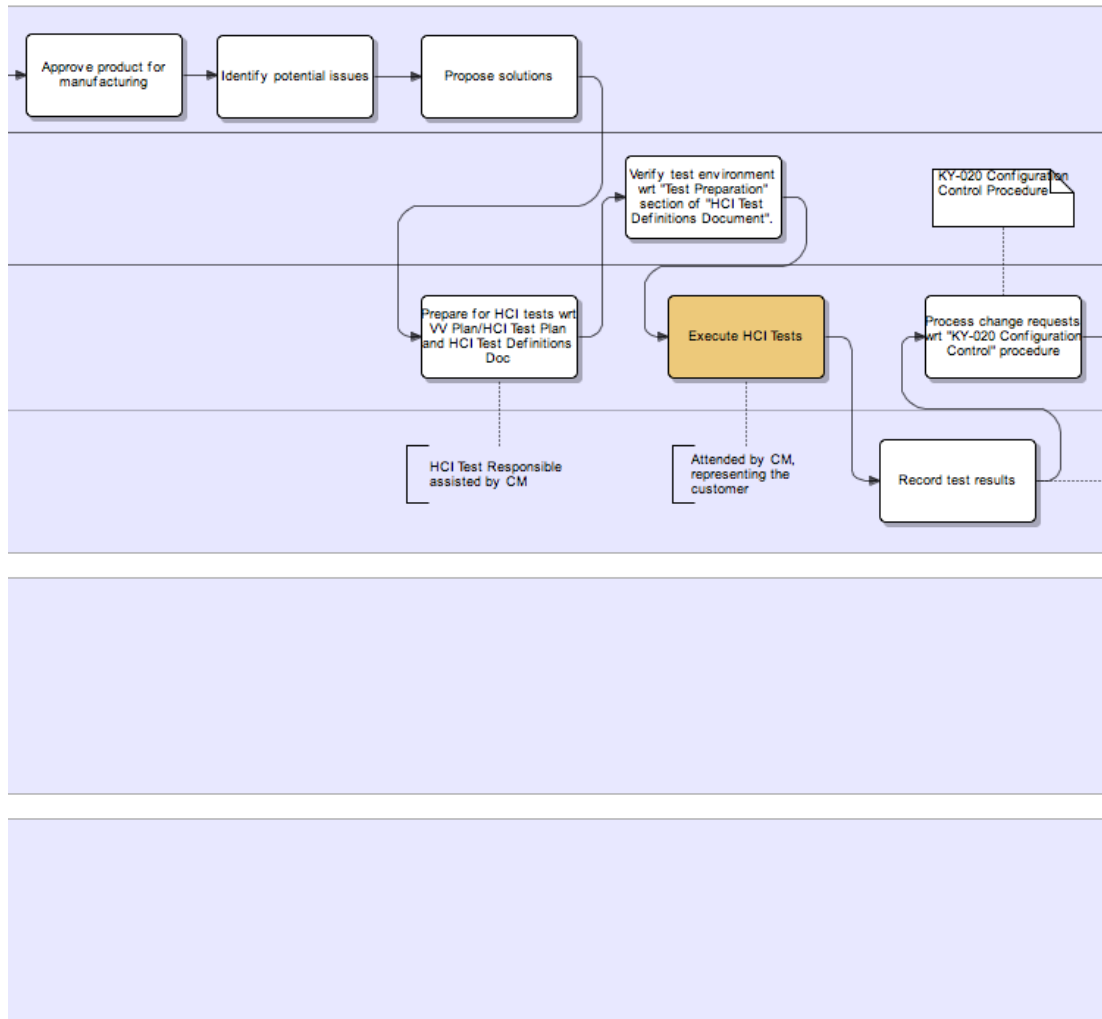 Approve product for
manufacturing
Identify potential issues
Propose solutions
Verify test environment
wrt "Test Preparation"
section of "HCI Test
Definitions Document".
KY-020 Configuration
Control Procedure
Prepare for HCI tests wrt
VV Plan/HCI Test Plan
and HCI Test Definitions
Doc
Execute HCI Tests
Process change requests
wrt "KY-020 Configuration
Control" procedure
HCI Test Responsible
assisted by CM
Attended by CM,
representing the
customer
Record test results